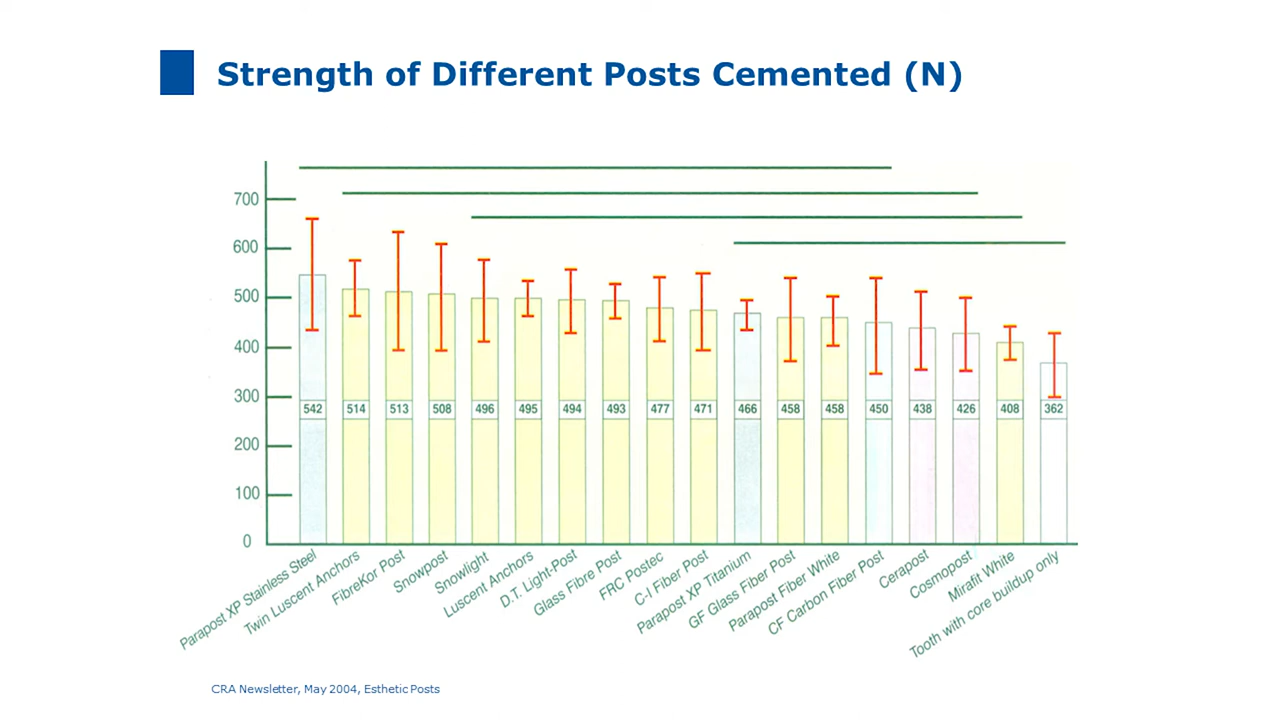 Strength of Different Posts Cemented (N)
700
600
500
400
300
200
100
0
542 514 513 508 496 495 494 493 477 471 466 458 458 450 438 426 408 362
Parapost XP Stainless Steel
Twin Luscent Anchors
FibreKor Post
Snowpost
Snowlight
Luscent Anchors
D.T. Light-Post
Glass Fibre Post
FRC Postec
C-I Fiber Post
Parapost XP Titanium
GF Glass Fiber Post
Parapost Fiber White
CF Carbon Fiber Post
Cerapost
Cosmopost
Mirafit White
Tooth with core buildup only
CRA Newsletter, May 2004, Esthetic Posts